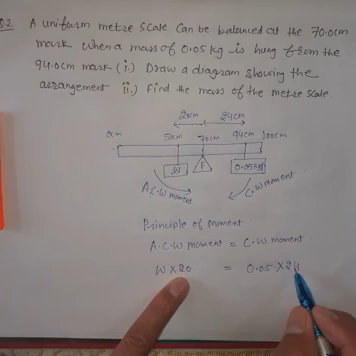 Q2 A uniform metre scale can be balanced at the 70.0cm
mark when a mass of 0.05 kg is hung from the
94.0cm mark (i.) Draw a diagram showing the
arrangement ii.) Find the mass of the metre scale.
20cm 24cm
0cm 50cm 70cm 94cm 100cm
W F 0.05kgf
A.C.W moment C.W moment
Principle of Moment
A.C.W moment = C.W moment
W X 20 = 0.05 X 24